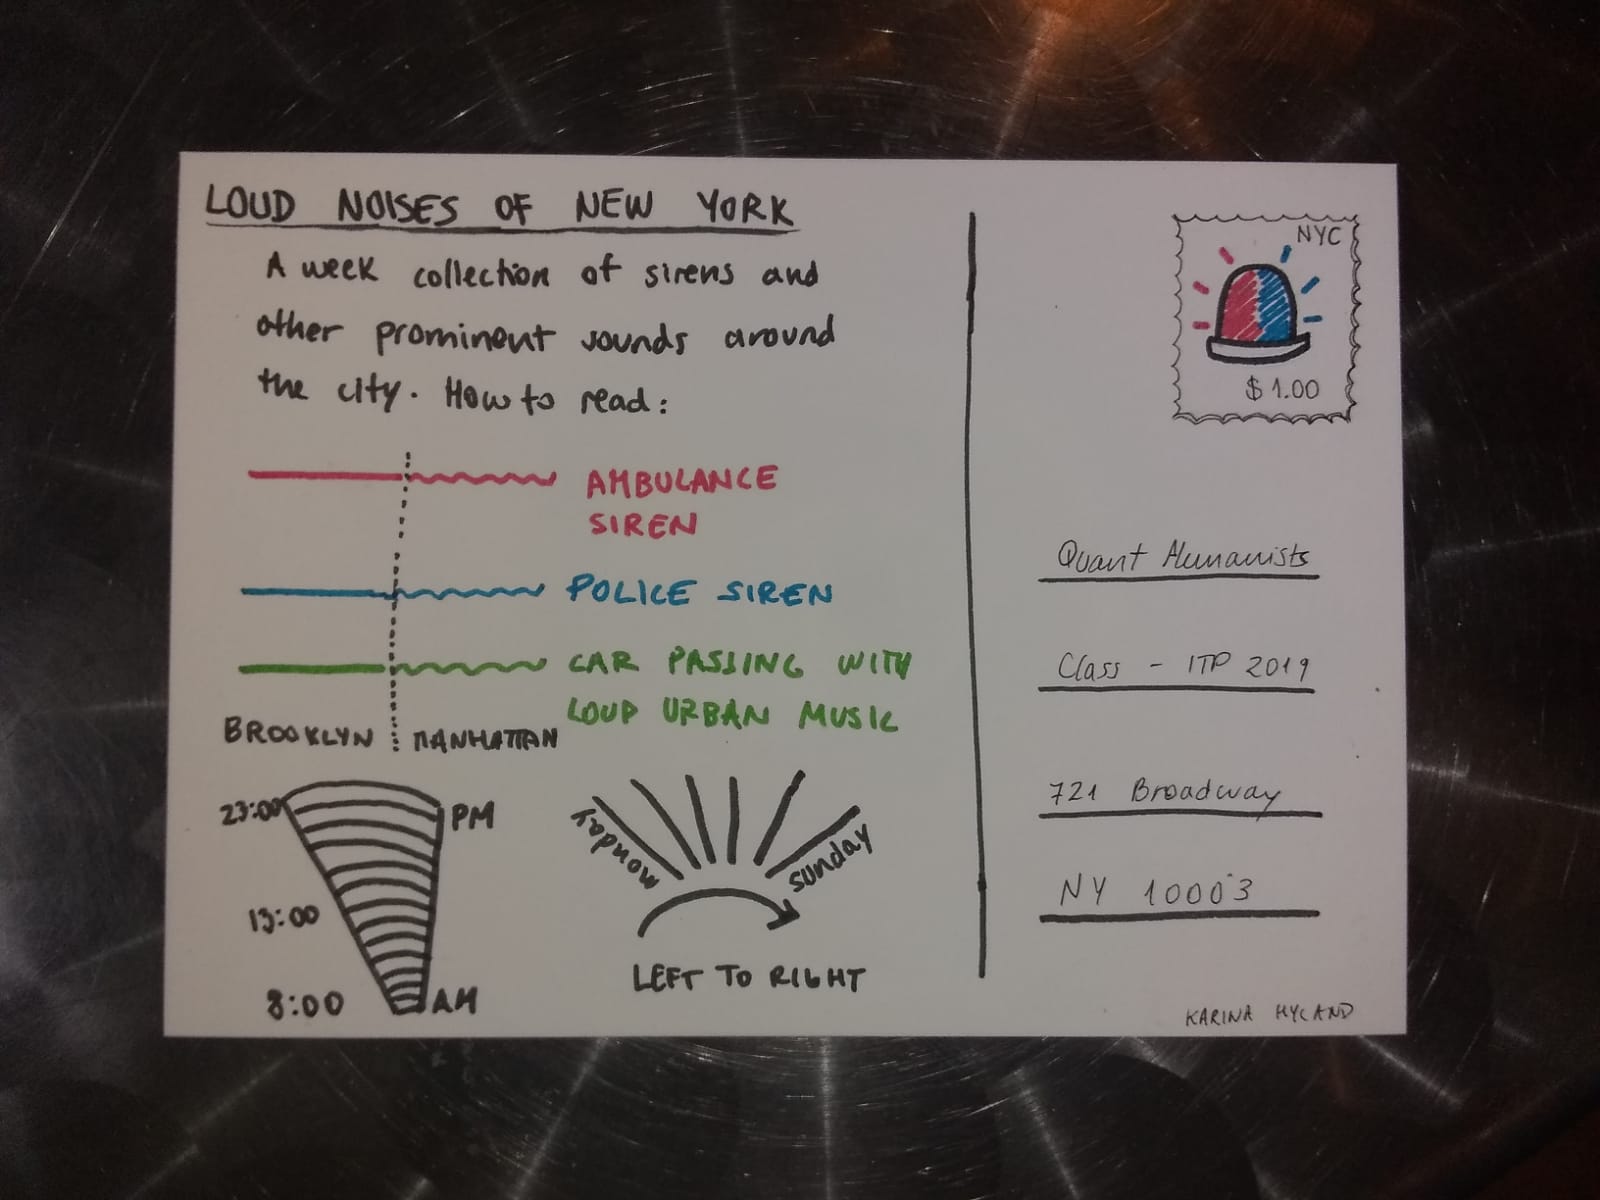 LOUD NOISES OF NEW YORK
A week collection of sirens and
other prominent sounds around
the city. How to read:
AMBULANCE
SIREN
POLICE SIREN
CAR PASSING WITH
LOUD URBAN MUSIC
BROOKLYN MANHATTAN
23:00 PM
13:00
8:00 AM
monday
sunday
LEFT TO RIGHT
NYC
$1.00
Quant Humanists
Class - ITP 2019
721 Broadway
NY 10003
KARINA HYLAND